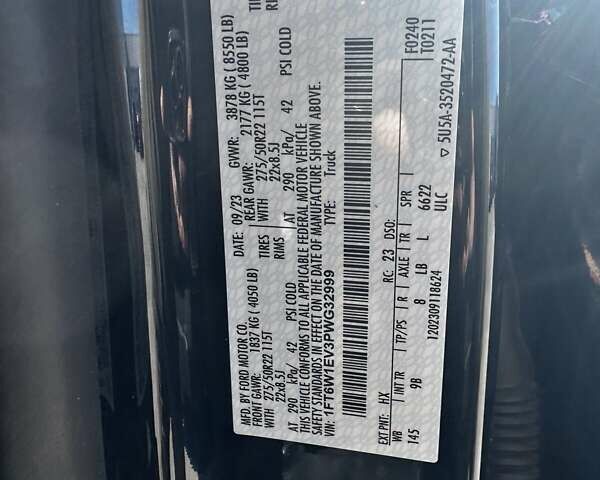 MFD. BY FORD MOTOR CO.
DATE: 09/23
GVWR: 3878 KG ( 8550 LB)
FRONT GAWR: 1837 KG ( 4050 LB)
REAR GAWR: 2177 KG ( 4800 LB)
WITH 275/50R22 115T
TIRES
WITH 275/50R22 115T
22x8.5J
RIMS
22x8.5J
AT 290 kPa/ 42 PSI COLD
AT 290 kPa/ 42 PSI COLD
THIS VEHICLE CONFORMS TO ALL APPLICABLE FEDERAL MOTOR VEHICLE
SAFETY STANDARDS IN EFFECT ON THE DATE OF MANUFACTURE SHOWN ABOVE.
VIN: 1FT6W1EV3PWG32999
TYPE: Truck
F0240
T0211
EXT PNT: HX
RC: 23 DSO:
WB INT TR TP/PS R AXLE TR SPR
145 9B 8 LB L 6622
ULC
1202309118624
▽ 5U5A-3520472-AA